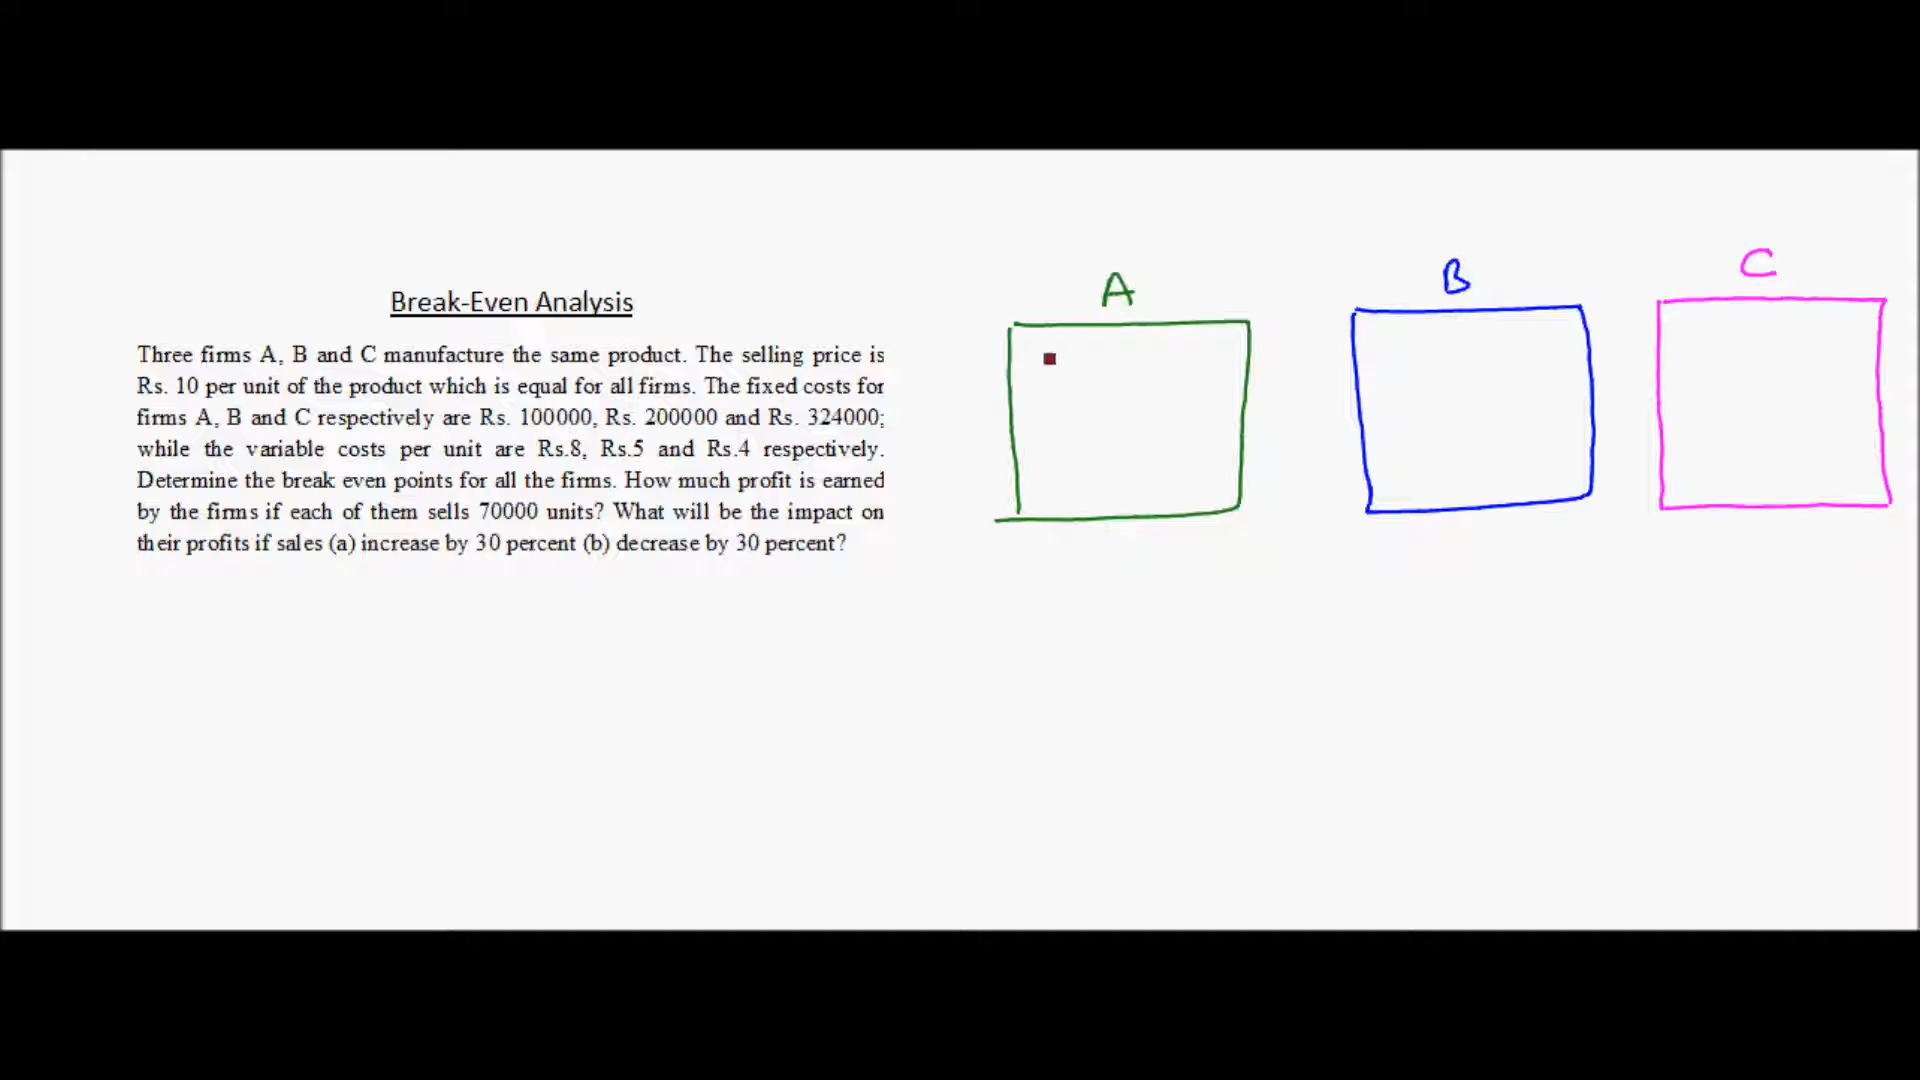 Break-Even Analysis
Three firms A, B and C manufacture the same product. The selling price is
Rs. 10 per unit of the product which is equal for all firms. The fixed costs for
firms A, B and C respectively are Rs. 100000, Rs. 200000 and Rs. 324000;
while the variable costs per unit are Rs.8, Rs.5 and Rs.4 respectively.
Determine the break even points for all the firms. How much profit is earned
by the firms if each of them sells 70000 units? What will be the impact on
their profits if sales (a) increase by 30 percent (b) decrease by 30 percent?
A
B
C